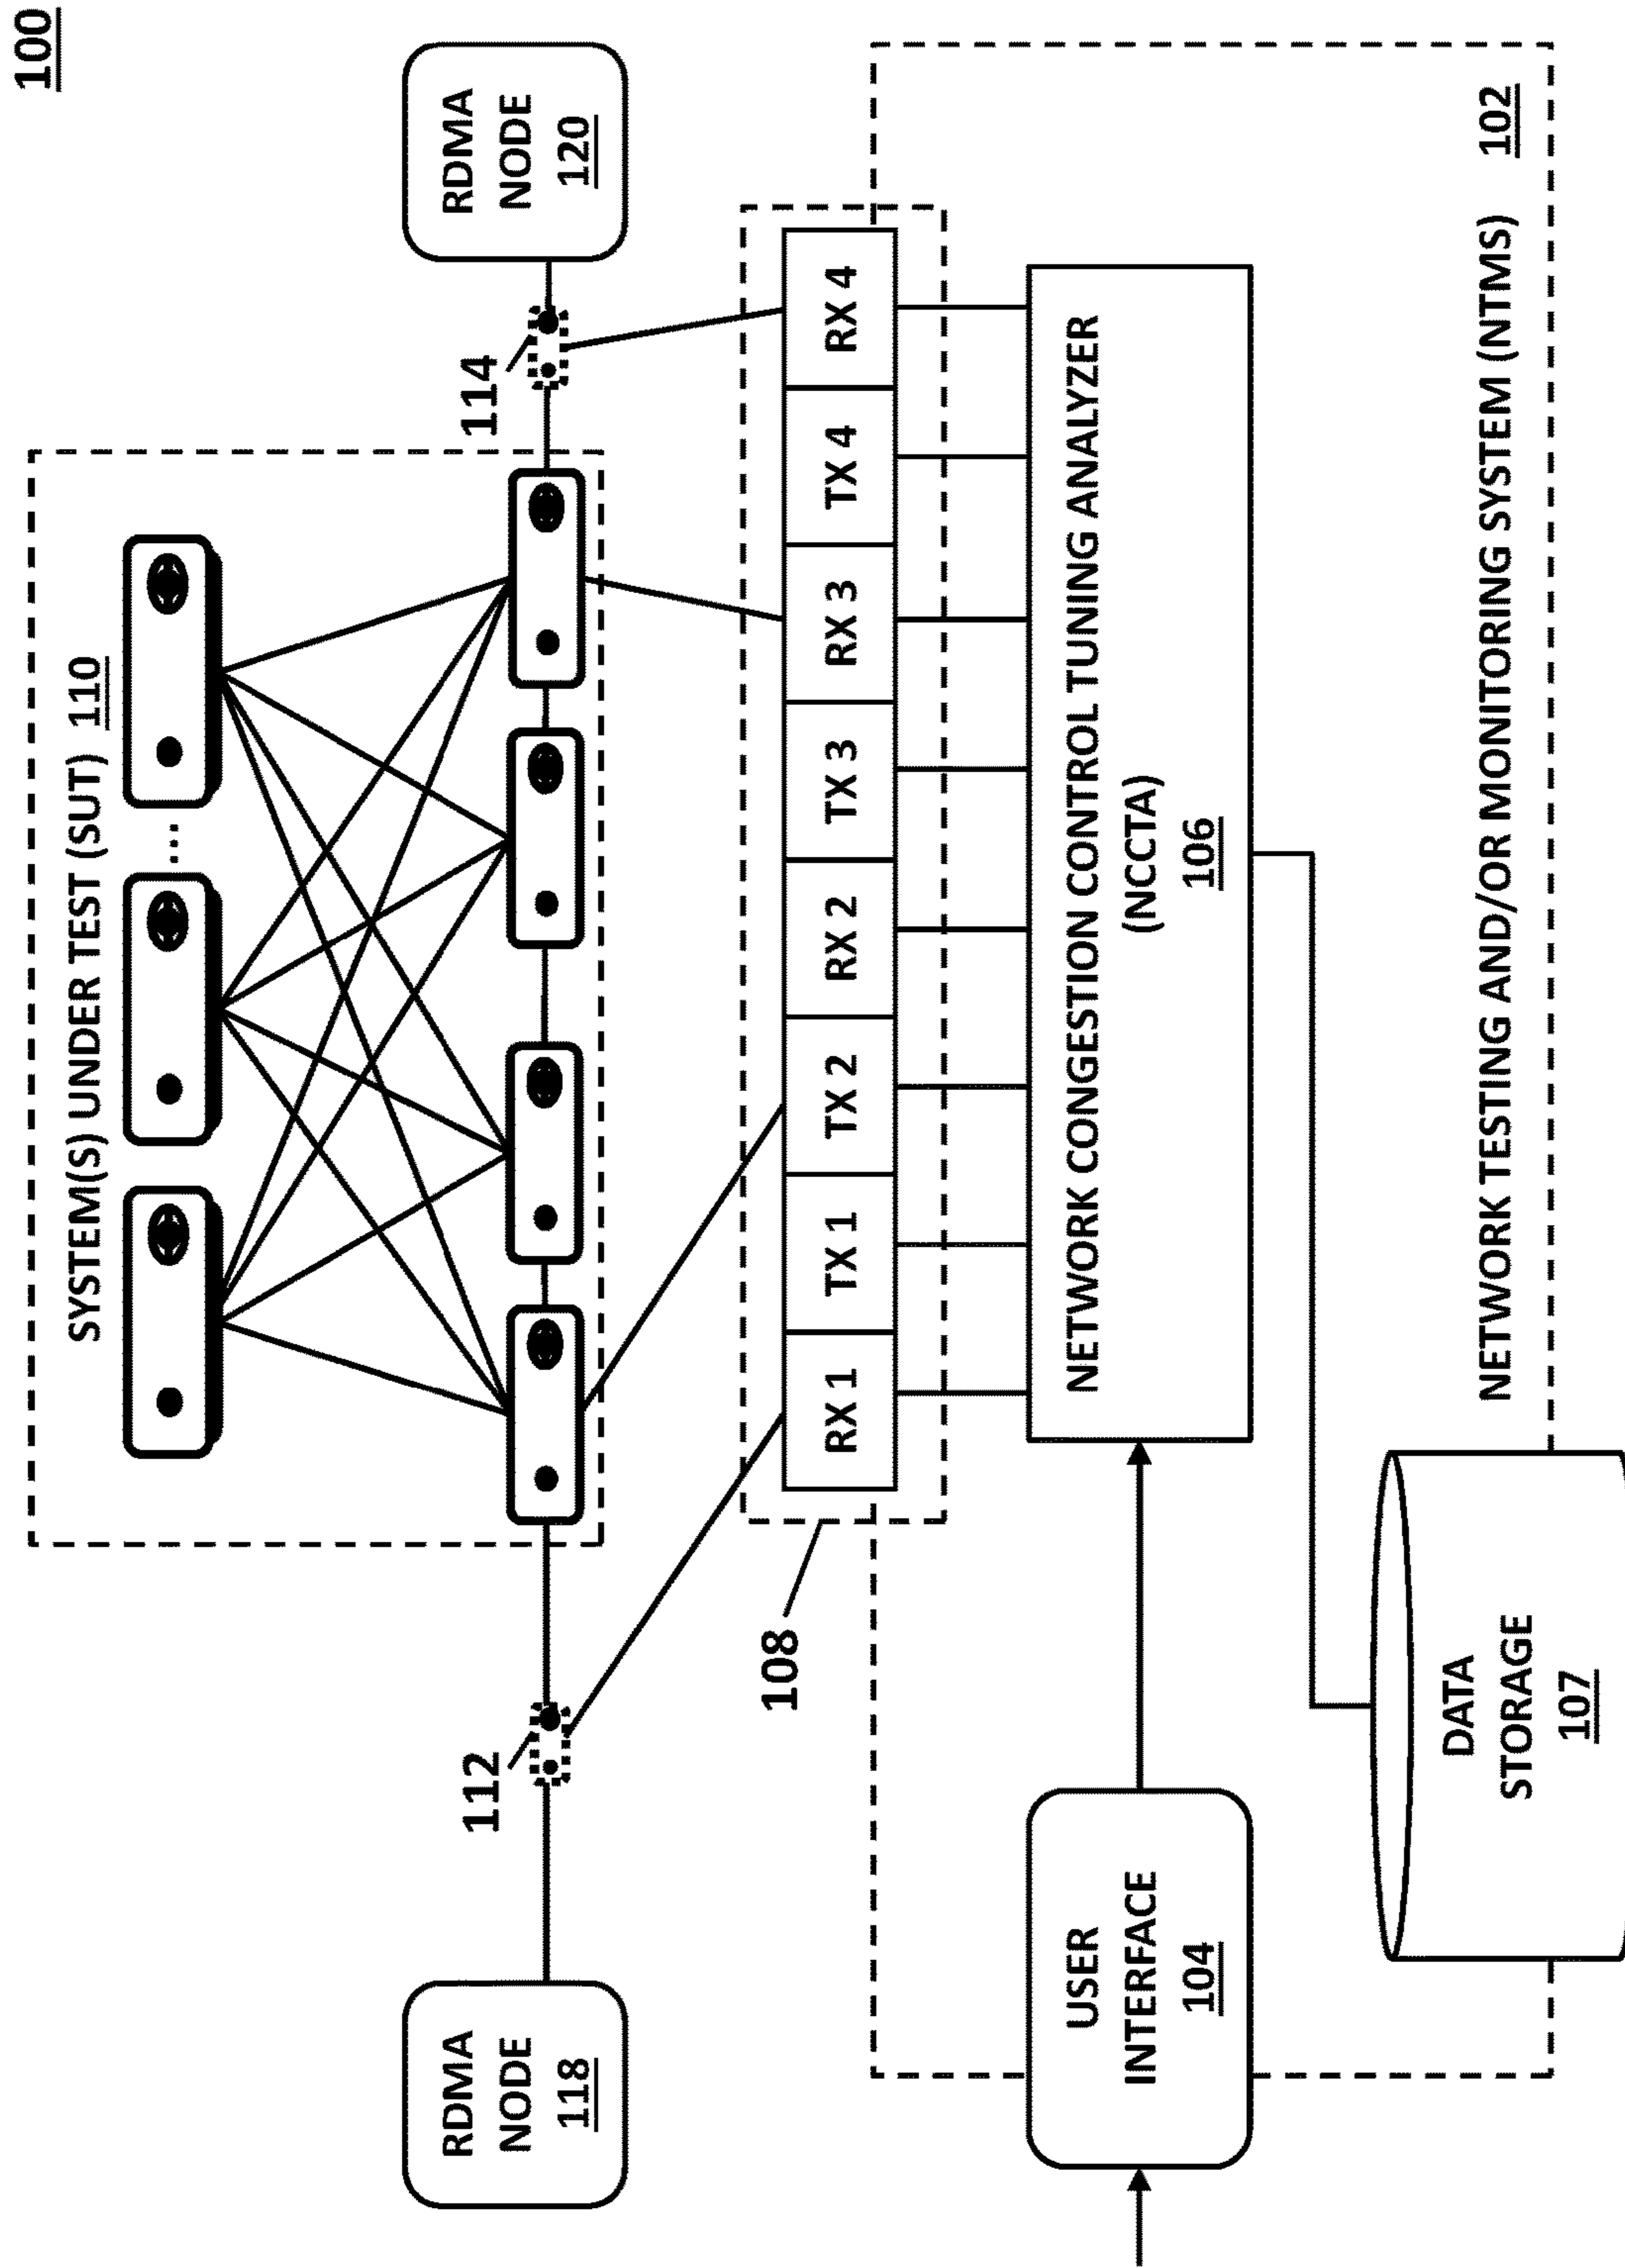 100
SYSTEM(S) UNDER TEST (SUT) 110
...
RDMA
NODE
118
112
114
RDMA
NODE
120
108
RX 1
TX 1
TX 2
RX 2
TX 3
RX 3
TX 4
RX 4
USER
INTERFACE
104
NETWORK CONGESTION CONTROL TUNING ANALYZER
(NCCTA)
106
DATA
STORAGE
107
NETWORK TESTING AND/OR MONITORING SYSTEM (NTMS) 102